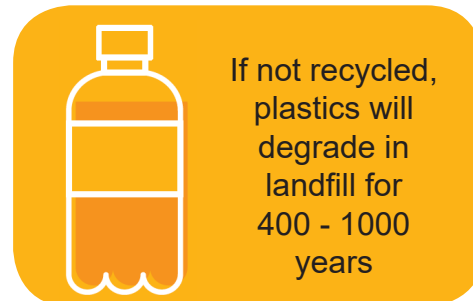 If not recycled,
plastics will
degrade in
landfill for
400 - 1000
years